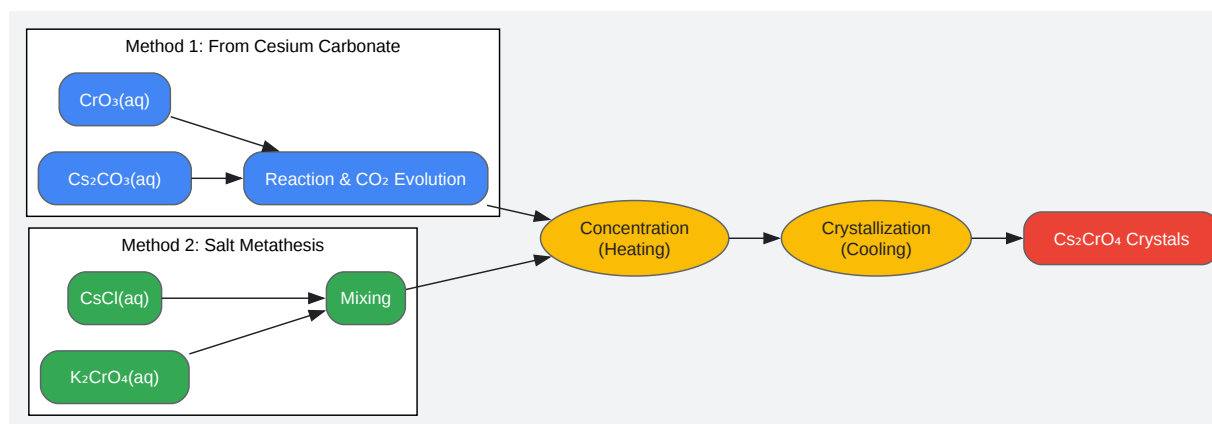 Method 1: From Cesium Carbonate
CrO₃(aq)
Cs₂CO₃(aq)
Reaction & CO₂ Evolution
Method 2: Salt Metathesis
CsCl(aq)
K₂CrO₄(aq)
Mixing
Concentration
(Heating)
Crystallization
(Cooling)
Cs₂CrO₄ Crystals